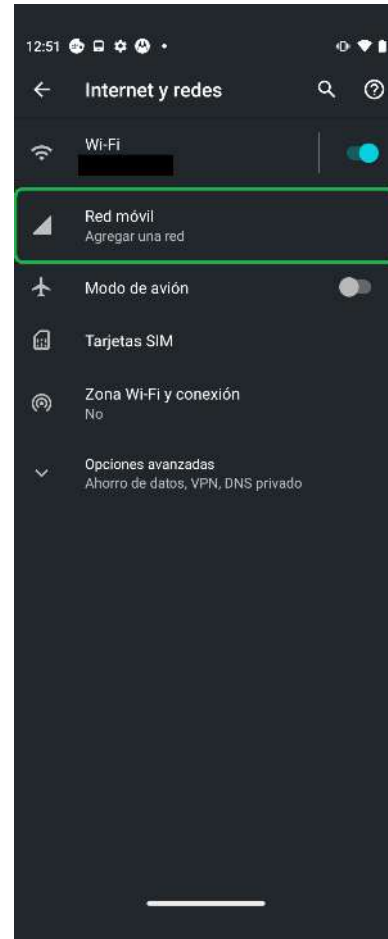 12:51
Internet y redes
Wi-Fi
Red móvil
Agregar una red
Modo de avión
Tarjetas SIM
Zona Wi-Fi y conexión
No
Opciones avanzadas
Ahorro de datos, VPN, DNS privado